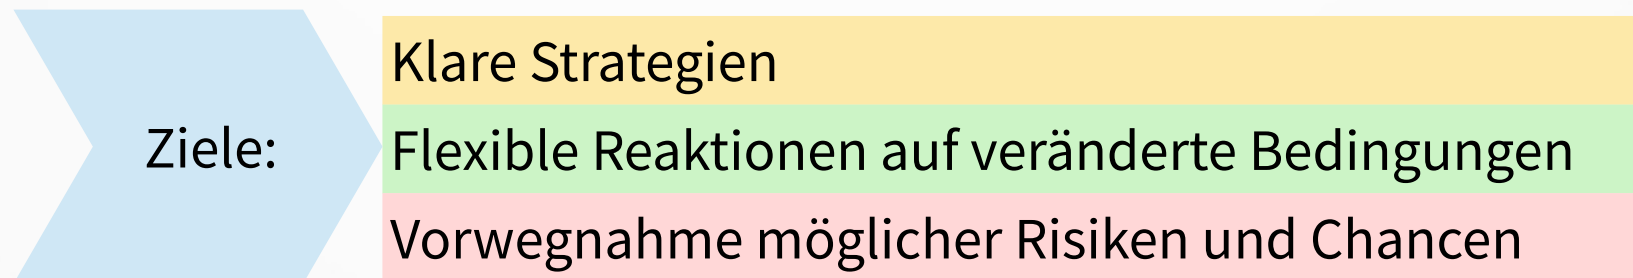 Ziele:
Klare Strategien
Flexible Reaktionen auf veränderte Bedingungen
Vorwegnahme möglicher Risiken und Chancen